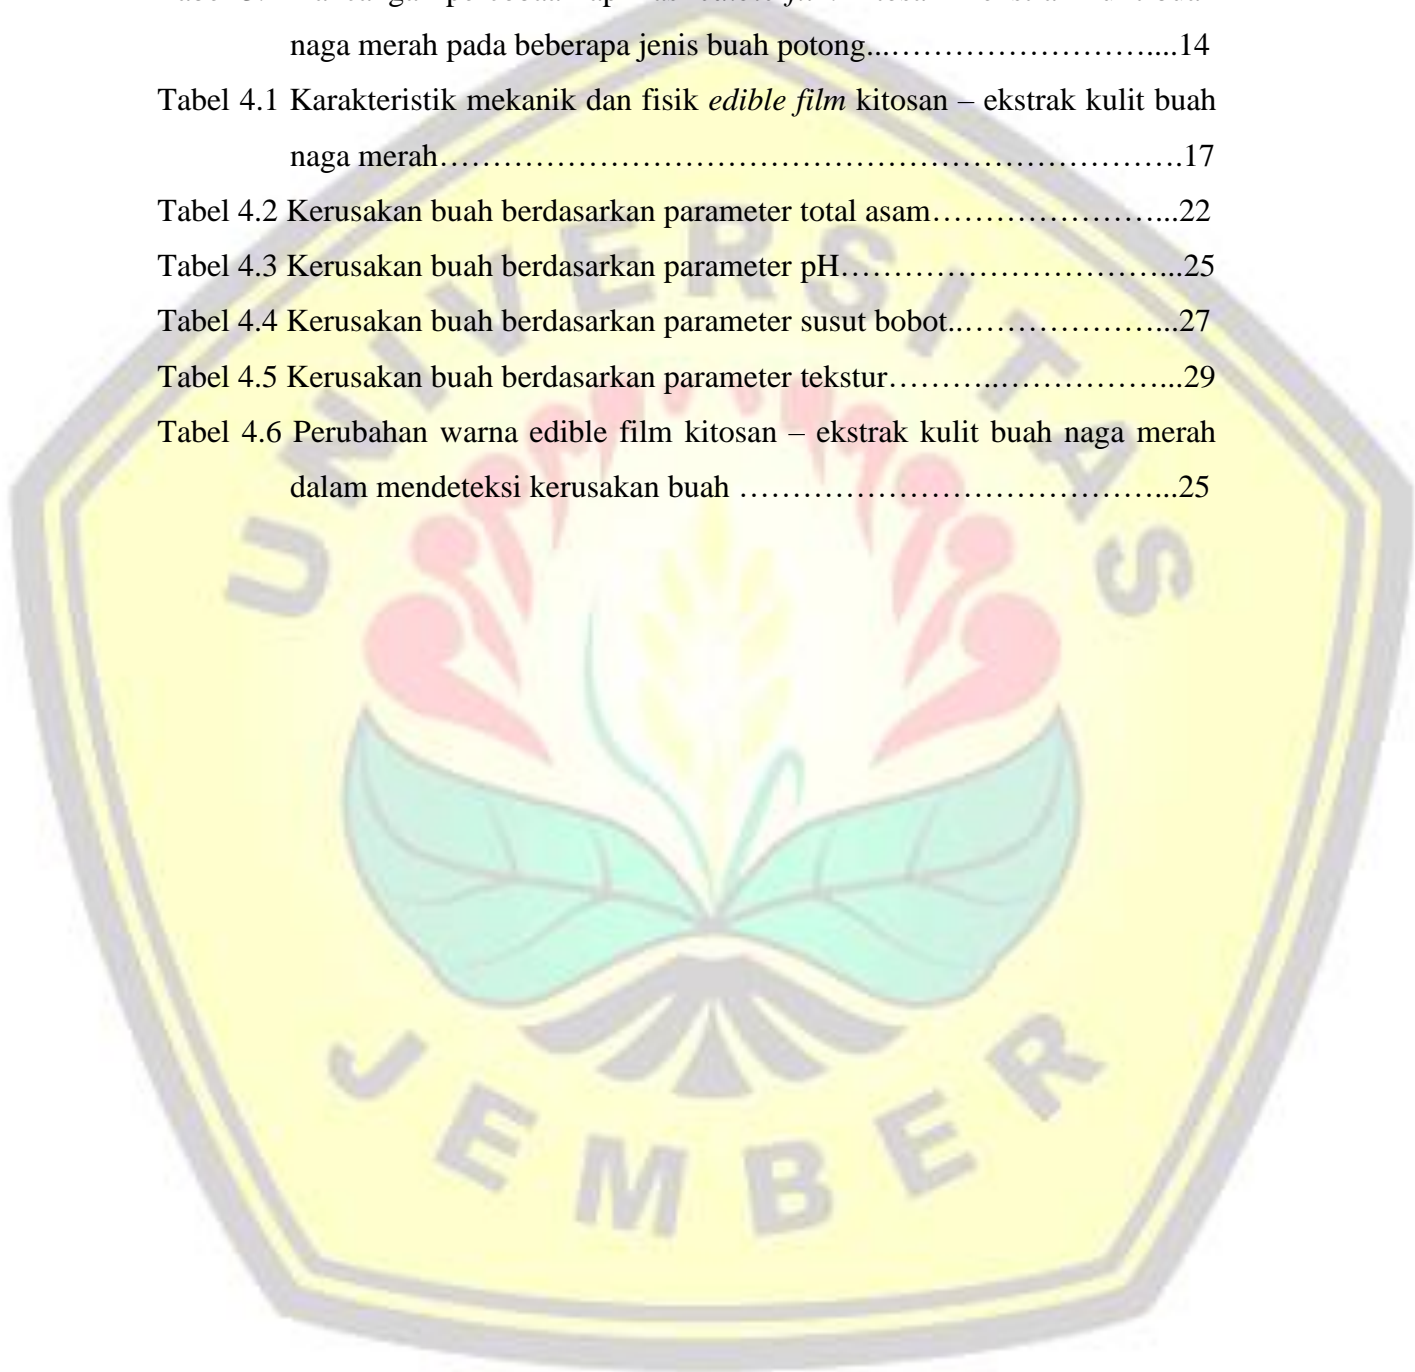 naga merah pada beberapa jenis buah potong...……………………....14
Tabel 4.1 Karakteristik mekanik dan fisik edible film kitosan – ekstrak kulit buah
naga merah…………………………………………………………….17
Tabel 4.2 Kerusakan buah berdasarkan parameter total asam…………………...22
Tabel 4.3 Kerusakan buah berdasarkan parameter pH…………………………...25
Tabel 4.4 Kerusakan buah berdasarkan parameter susut bobot..………………...27
Tabel 4.5 Kerusakan buah berdasarkan parameter tekstur………..……………...29
Tabel 4.6 Perubahan warna edible film kitosan – ekstrak kulit buah naga merah
dalam mendeteksi kerusakan buah …………………………………...25
UNIVERSITAS
JEMBER